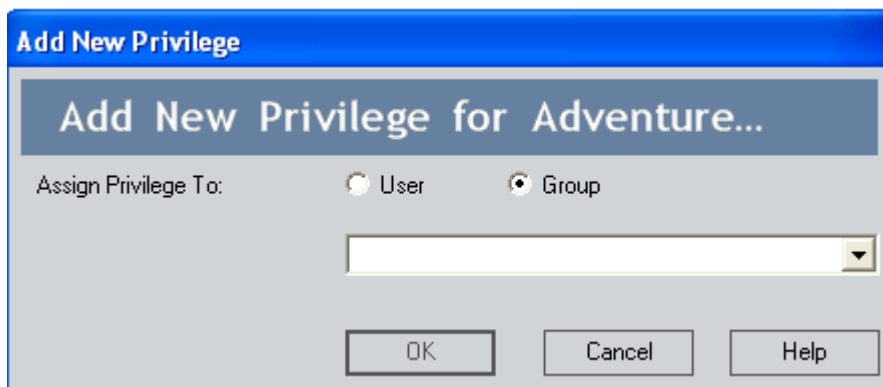 Add New Privilege
Add New Privilege for Adventure...
Assign Privilege To: User Group
OK Cancel Help